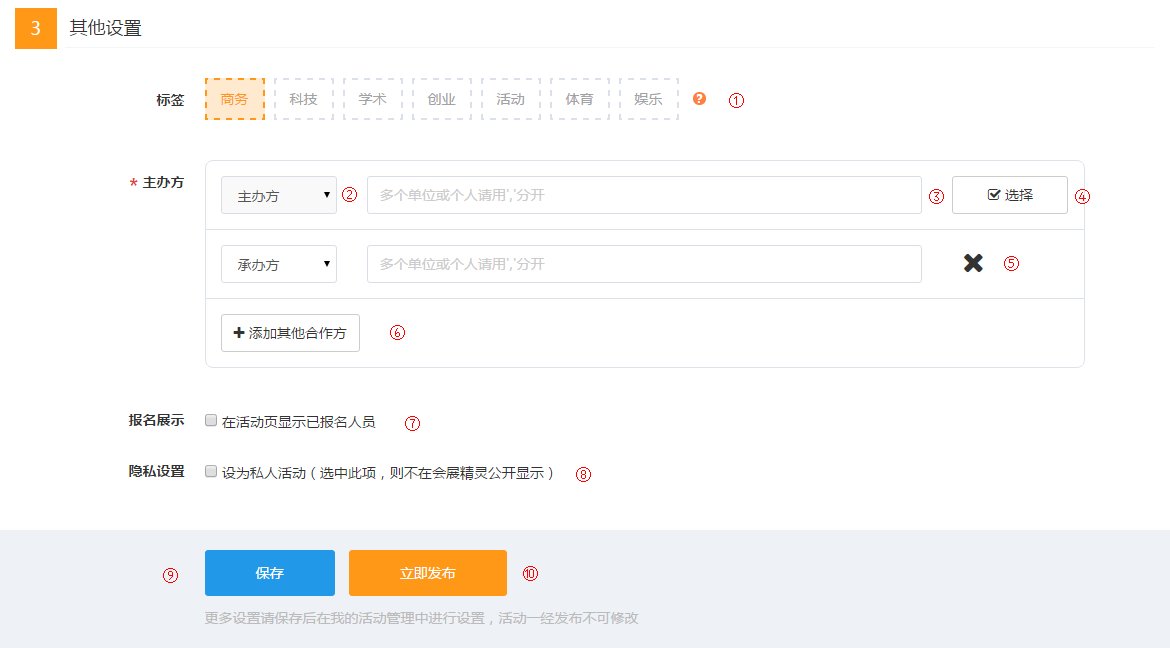 3 其他设置
标签 商务 科技 学术 创业 活动 体育 娱乐 ? ①
* 主办方 主办方 ② 多个单位或个人请用','分开 ③ 选择 ④
承办方 多个单位或个人请用','分开 ⑤
添加其他合作方 ⑥
报名展示 在活动页显示已报名人员 ⑦
隐私设置 设为私人活动（选中此项，则不在会展精灵公开显示） ⑧
⑨ 保存 立即发布 ⑩
更多设置请保存后在我的活动管理中进行设置，活动一经发布不可修改